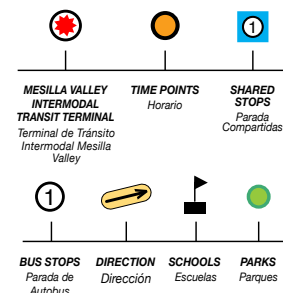 1
MESILLA VALLEY
INTERMODAL
TRANSIT TERMINAL
Terminal de Tránsito
Intermodal Mesilla
Valley
TIME POINTS
Horario
SHARED
STOPS
Parada
Compartidas
1
BUS STOPS
Parada de
Autobus
DIRECTION
Dirección
SCHOOLS
Escuelas
PARKS
Parques